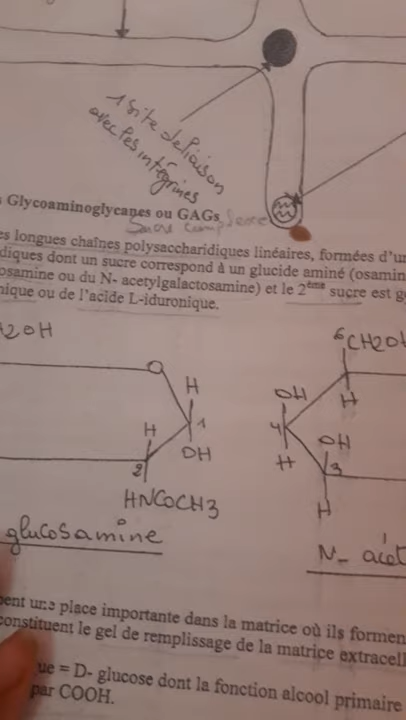 1 Site de liaison
avec les intégrines
Glycoaminoglycanes ou GAGs
Sucre complexe
es longues chaînes polysaccharidiques linéaires, formées d'un
diques dont un sucre correspond à un glucide aminé (osamin
osamine ou du N- acetylgalactosamine) et le 2ème sucre est
nique ou de l'acide L-iduronique.
H2OH
6CH2OH
O
H
H
1
OH
2
HNCOCH3
OH
H
4
OH
H
3
H
glucosamine
N- acét
pent une place importante dans la matrice où ils formen
constituent le gel de remplissage de la matrice extracell
ue = D- glucose dont la fonction alcool primaire
par COOH.